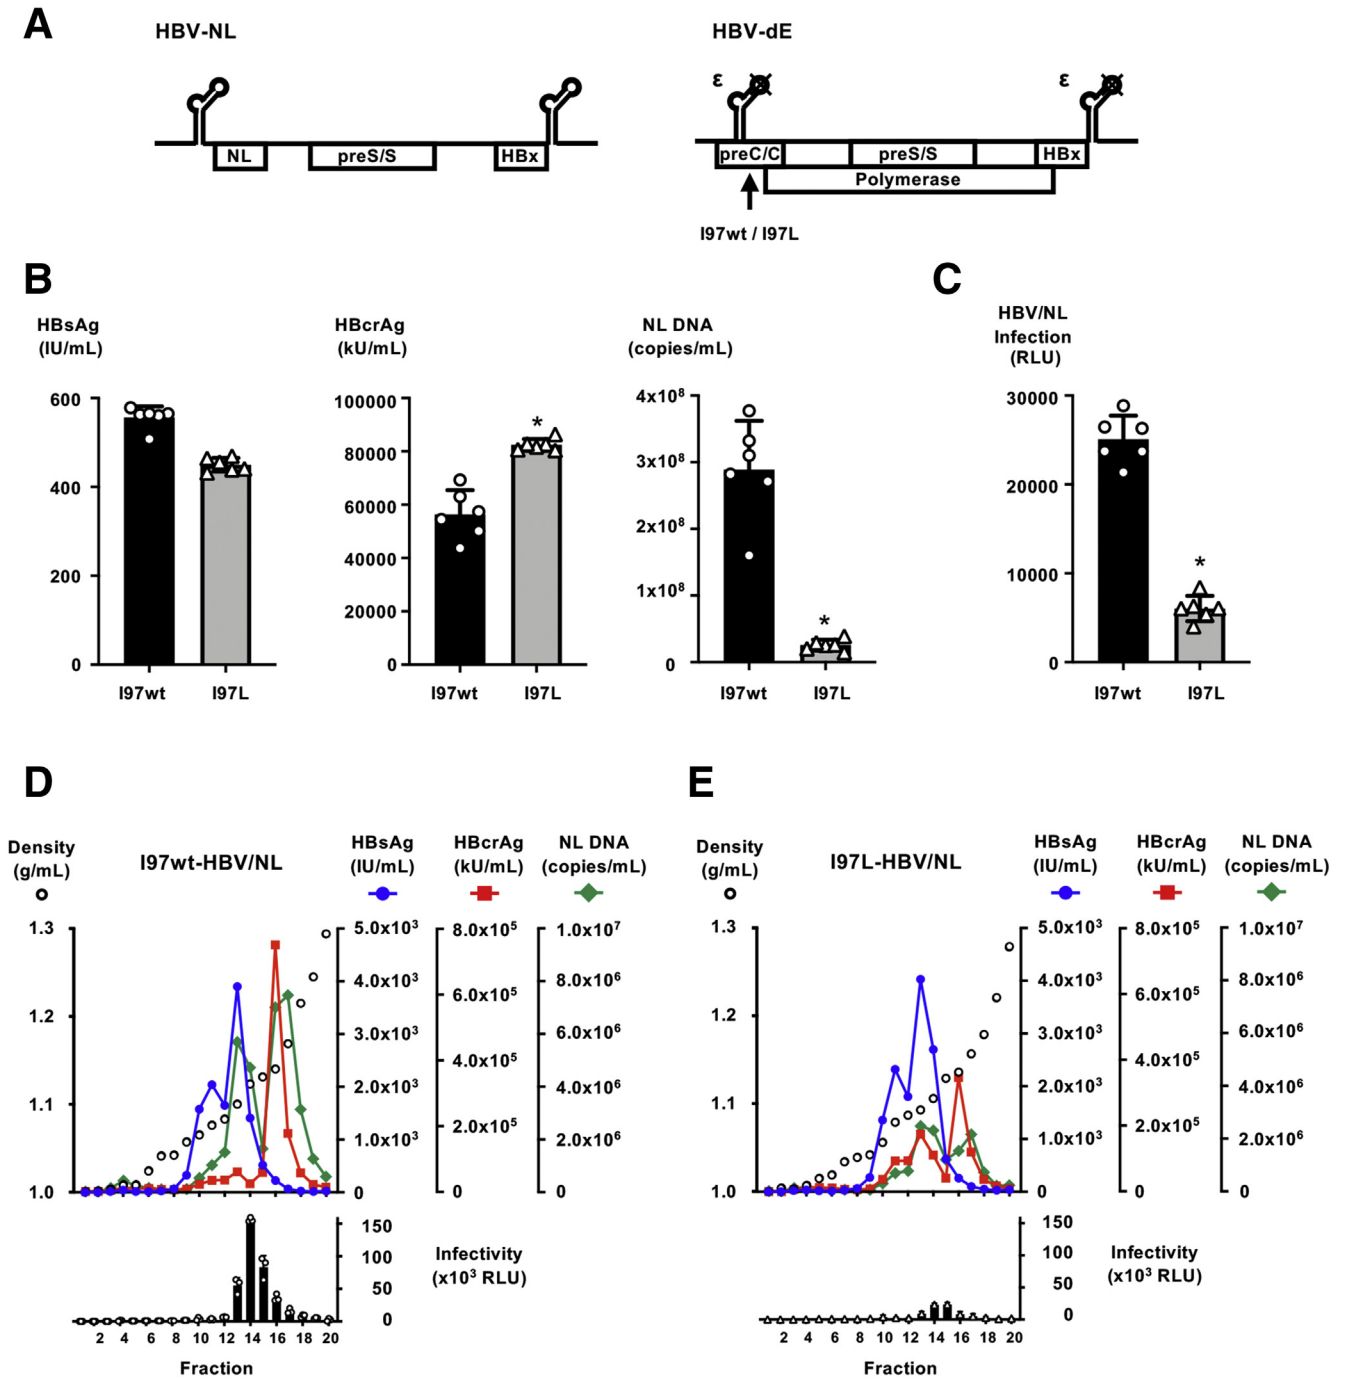 A
HBV-NL
HBV-dE
ε
ε
NL
preS/S
HBx
preC/C
preS/S
HBx
Polymerase
I97wt / I97L
B
C
HBsAg
(IU/mL)
HBcrAg
(kU/mL)
NL DNA
(copies/mL)
HBV/NL
Infection
(RLU)
600
400
200
0
I97wt
I97L
100000
80000
60000
40000
20000
0
*
I97wt
I97L
4x10⁸
3x10⁸
2x10⁸
1x10⁸
0
*
I97wt
I97L
30000
20000
10000
0
*
I97wt
I97L
D
E
Density
(g/mL)
I97wt-HBV/NL
HBsAg
(IU/mL)
HBcrAg
(kU/mL)
NL DNA
(copies/mL)
1.3
1.2
1.1
1.0
5.0x10³
4.0x10³
3.0x10³
2.0x10³
1.0x10³
0
8.0x10⁵
6.0x10⁵
4.0x10⁵
2.0x10⁵
0
1.0x10⁷
8.0x10⁶
6.0x10⁶
4.0x10⁶
2.0x10⁶
0
150
100
50
0
Infectivity
(x10³ RLU)
2 4 6 8 10 12 14 16 18 20
Fraction
Density
(g/mL)
I97L-HBV/NL
HBsAg
(IU/mL)
HBcrAg
(kU/mL)
NL DNA
(copies/mL)
1.3
1.2
1.1
1.0
5.0x10³
4.0x10³
3.0x10³
2.0x10³
1.0x10³
0
8.0x10⁵
6.0x10⁵
4.0x10⁵
2.0x10⁵
0
1.0x10⁷
8.0x10⁶
6.0x10⁶
4.0x10⁶
2.0x10⁶
0
150
100
50
0
Infectivity
(x10³ RLU)
2 4 6 8 10 12 14 16 18 20
Fraction